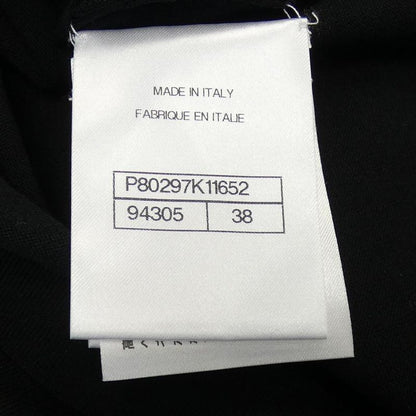 MADE IN ITALY
FABRIQUE EN ITALIE
P80297K11652
94305 38